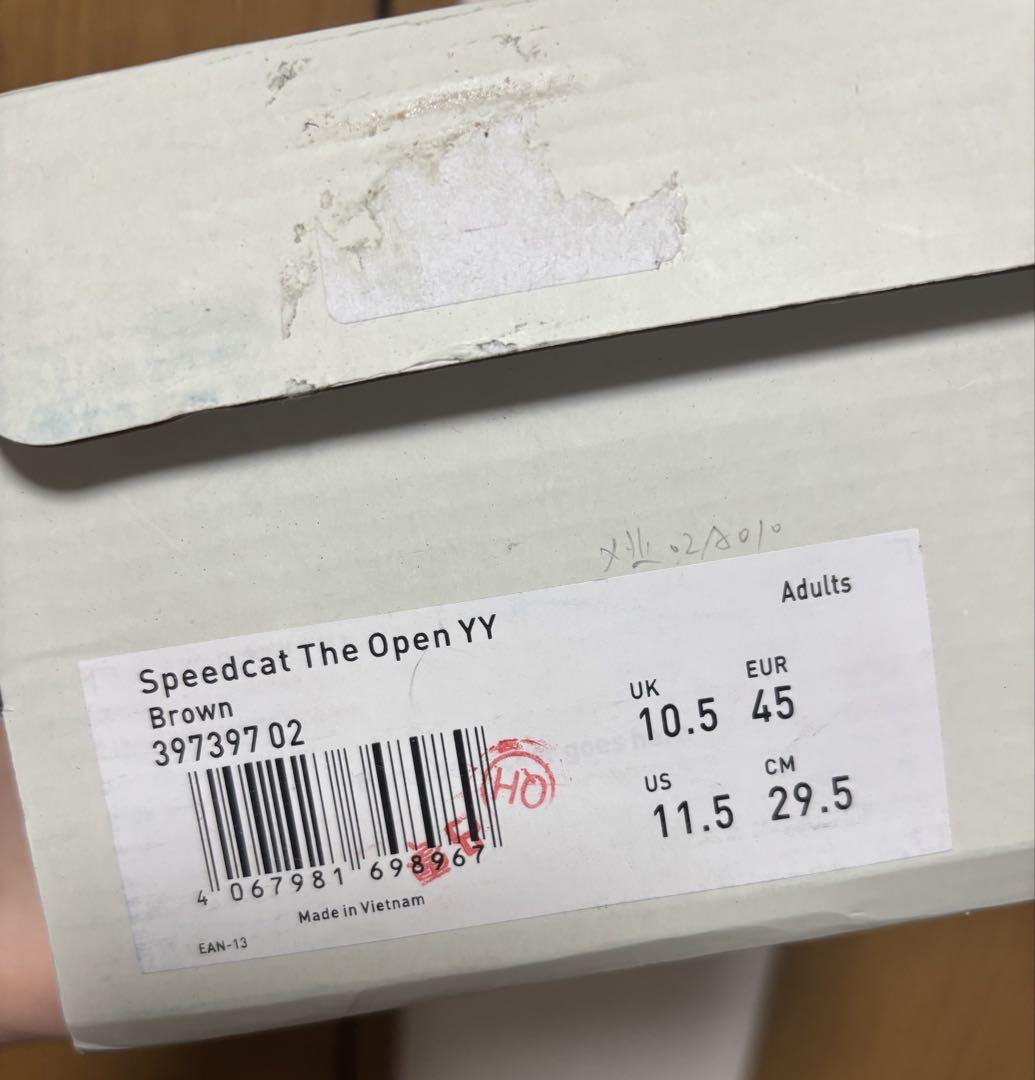 Adults
Speedcat The Open YY
Brown
397397 02
UK
10.5
EUR
45
US
11.5
CM
29.5
HO
4 067981 698967
Made in Vietnam
EAN-13